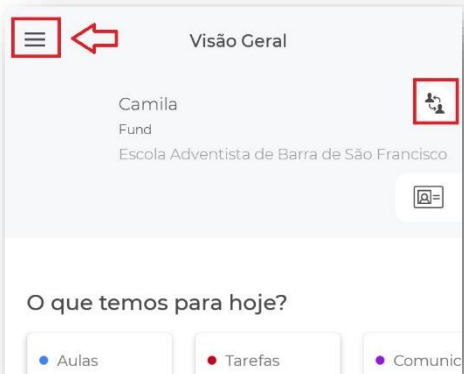 Visão Geral
Camila
Fund
Escola Adventista de Barra de São Francisco
O que temos para hoje?
Aulas
Tarefas
Comunic